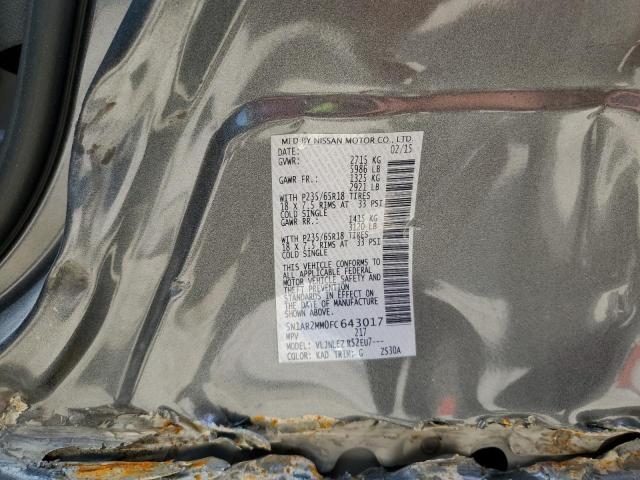 MFD BY NISSAN MOTOR CO., LTD.
DATE: 02/15
GVWR: 2715 KG
5986 LB
GAWR FR.: 1325 KG
2921 LB
WITH P235/65R18 TIRES
18 X 7.5 RIMS AT 33 PSI
COLD SINGLE
GAWR RR.: 1415 KG
3120 LB
WITH P235/65R18 TIRES
18 X 7.5 RIMS AT 33 PSI
COLD SINGLE
THIS VEHICLE CONFORMS TO
ALL APPLICABLE FEDERAL
MOTOR VEHICLE SAFETY AND
THEFT PREVENTION
STANDARDS IN EFFECT ON
THE DATE OF MANUFACTURE
5N1AR2MM0FC643017
MPV 217
MODEL: VLJNLEZ R52EU7---
COLOR: KAD TRIM: G 2S30A